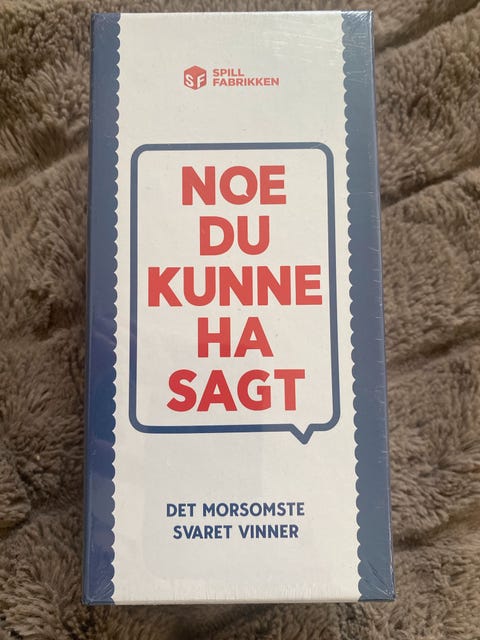 SF
SPILL
FABRIKKEN
NOE
DU
KUNNE
HA
SAGT
DET MORSOMSTE
SVARET VINNER